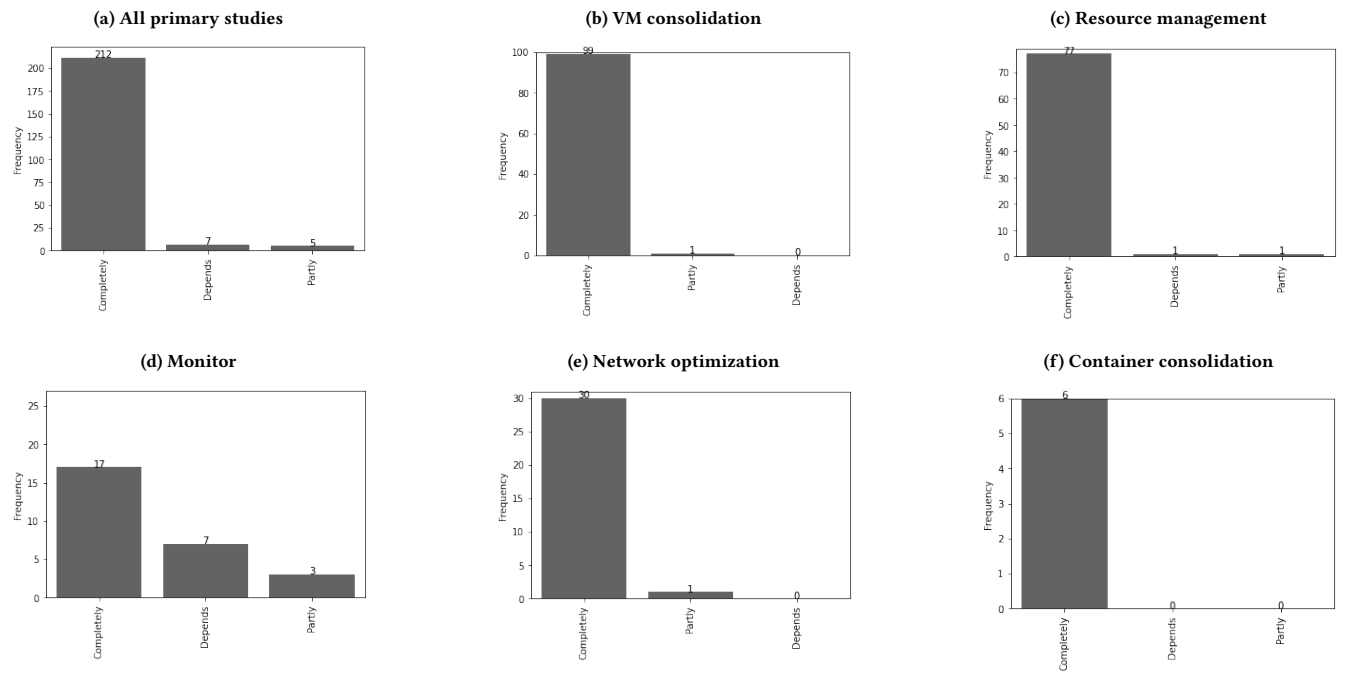 (a) All primary studies
212
200
175
150
125
100
75
50
25
0
Frequency
7
5
Completely
Depends
Partly
(b) VM consolidation
99
100
80
60
40
20
0
Frequency
1
0
Completely
Partly
Depends
(c) Resource management
77
70
60
50
40
30
20
10
0
Frequency
1
1
Completely
Depends
Partly
(d) Monitor
25
20
15
10
5
0
Frequency
17
7
3
Completely
Depends
Partly
(e) Network optimization
30
30
25
20
15
10
5
0
Frequency
1
0
Completely
Partly
Depends
(f) Container consolidation
6
6
5
4
3
2
1
0
Frequency
0
0
Completely
Depends
Partly